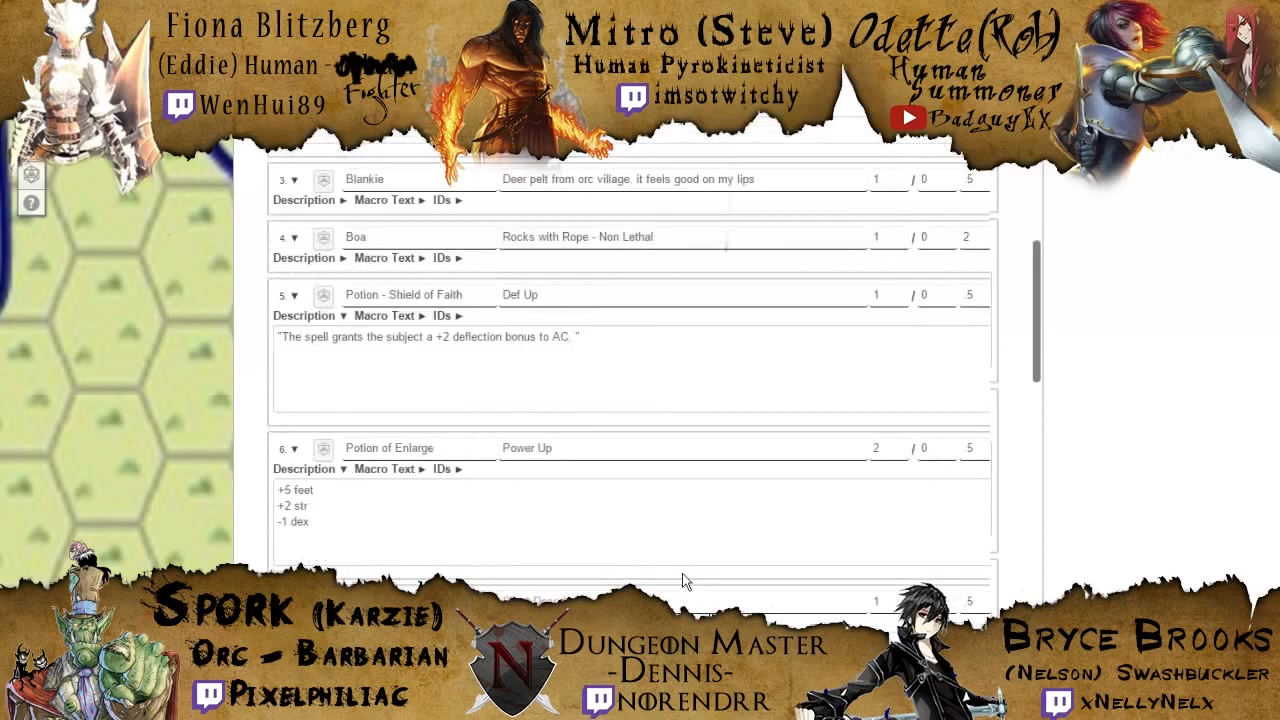 Fiona Blitzberg
(Eddie) Human -
Fighter
WenHui89
Mitro (Steve)
Human Pyrokineticist
imsotwitchy
Odette(Rob)
Human
Summoner
BadguyEX
3. ▼ Blankie Deer pelt from orc village, it feels good on my lips 1 / 0 .5
Description ► Macro Text ► IDs ►
4. ▼ Boa Rocks with Rope - Non Lethal 1 / 0 2
Description ► Macro Text ► IDs ►
5. ▼ Potion - Shield of Faith Def Up 1 / 0 .5
Description ▼ Macro Text ► IDs ►
"The spell grants the subject a +2 deflection bonus to AC. "
6. ▼ Potion of Enlarge Power Up 2 / 0 .5
Description ▼ Macro Text ► IDs ►
+5 feet
+2 str
-1 dex
1 .5
Spork (Karzie)
Orc - Barbarian
Pixelphiliac
N
Dungeon Master
-Dennis-
Norendrr
Bryce Brooks
(Nelson) Swashbuckler
xNellyNelx